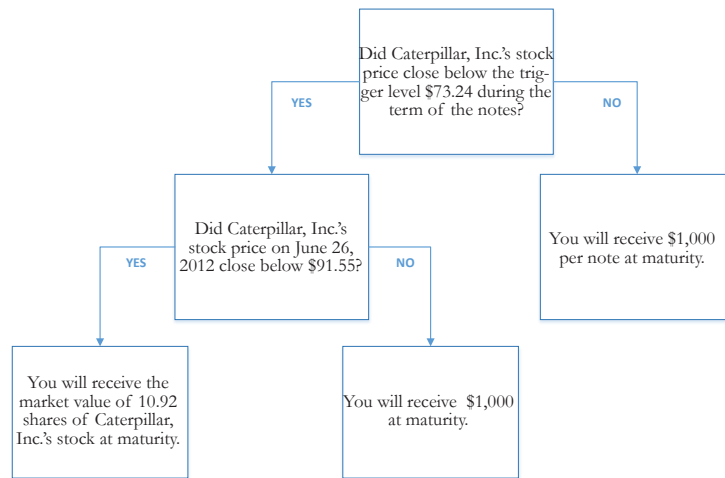 Did Caterpillar, Inc.'s stock
price close below the trig-
ger level $73.24 during the
term of the notes?
YES
NO
Did Caterpillar, Inc.'s
stock price on June 26,
2012 close below $91.55?
You will receive $1,000
per note at maturity.
YES
NO
You will receive the
market value of 10.92
shares of Caterpillar,
Inc.'s stock at maturity.
You will receive $1,000
at maturity.